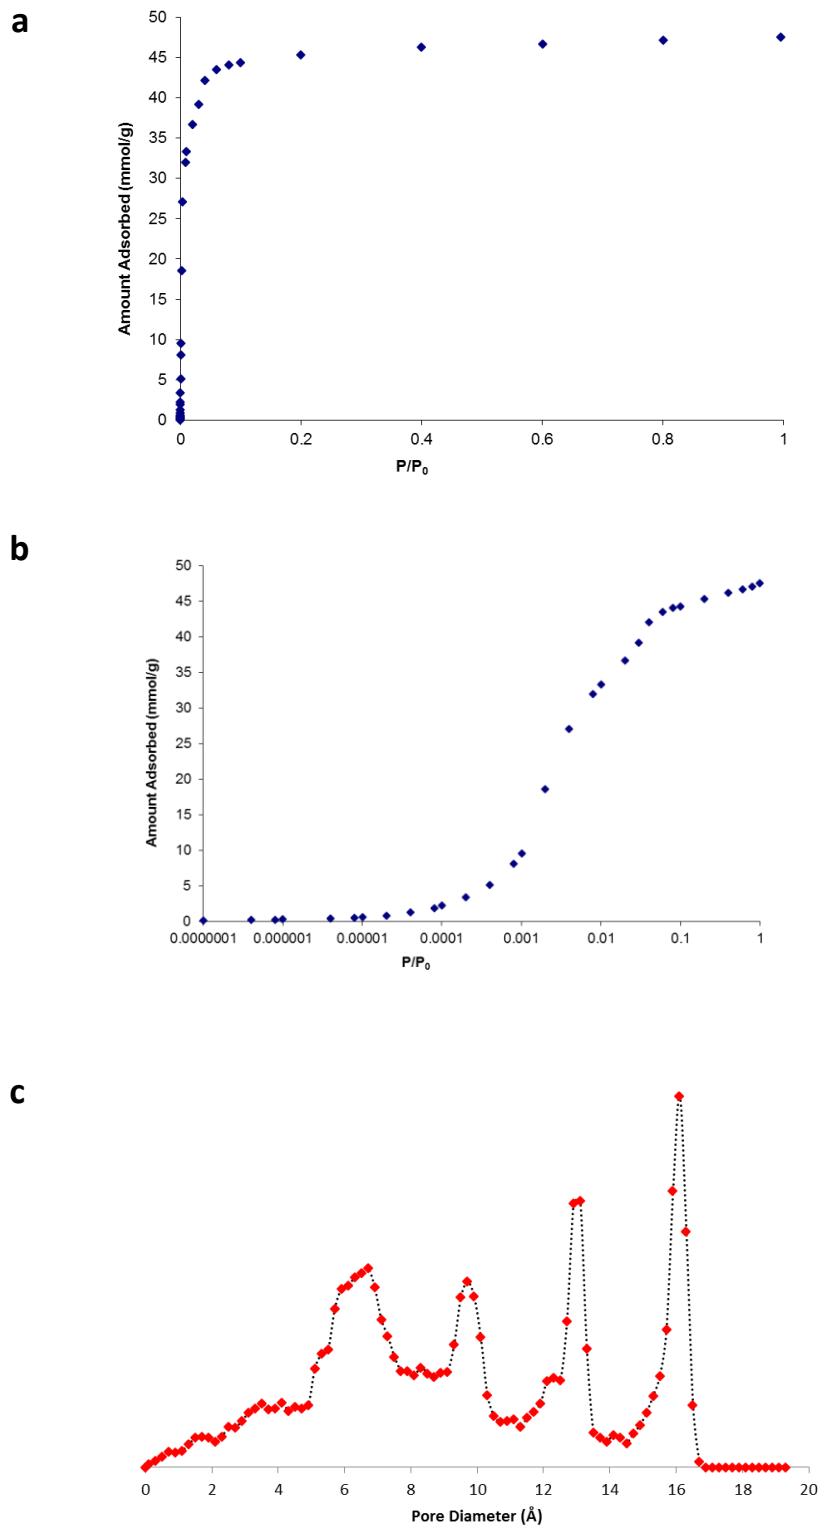 a
50
45
40
35
30
25
20
15
10
5
0
Amount Adsorbed (mmol/g)
0 0.2 0.4 0.6 0.8 1
P/P₀
b
50
45
40
35
30
25
20
15
10
5
0
Amount Adsorbed (mmol/g)
0.0000001 0.000001 0.00001 0.0001 0.001 0.01 0.1 1
P/P₀
c
0 2 4 6 8 10 12 14 16 18 20
Pore Diameter (Å)